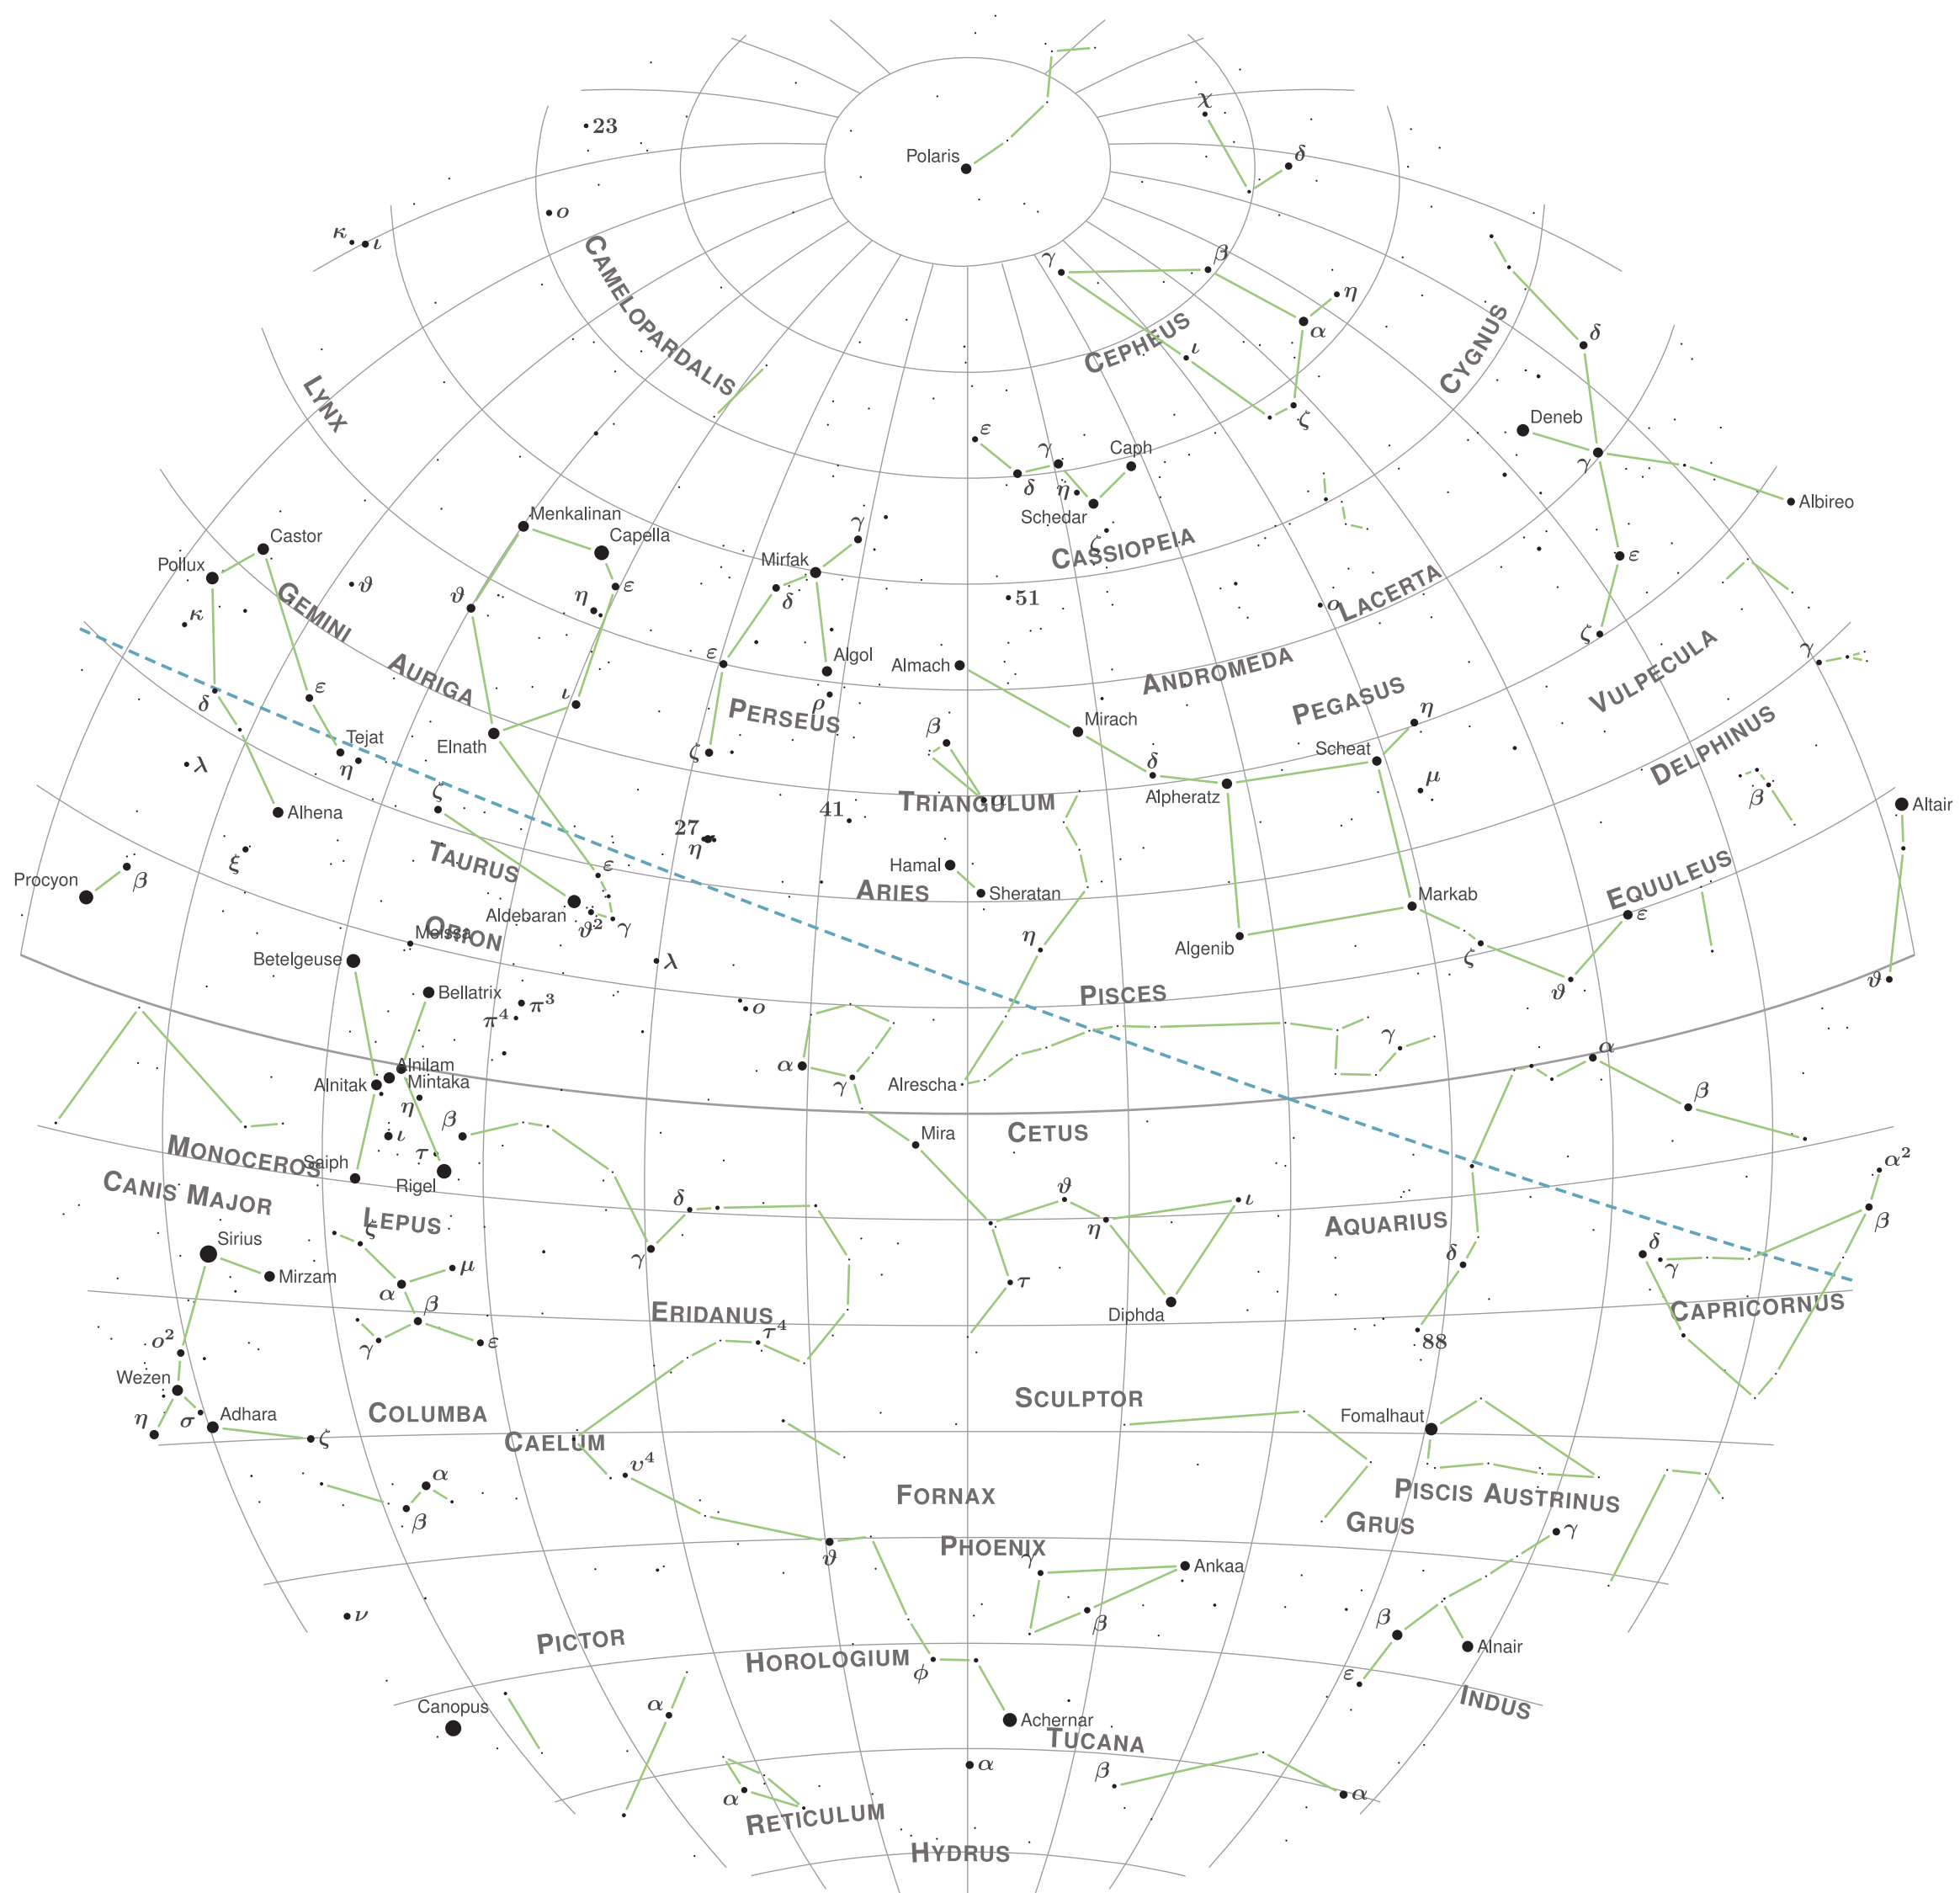 χ
23
δ
Polaris
ο
κ
ι
CAMELOPARDALIS
γ
β
η
α
CEPHEUS
ι
δ
CYGNUS
LYNX
ζ
Deneb
ε
γ
Caph
γ
δ
η
Schedar
Albireo
Menkalinan
Capella
γ
ζ
CASSIOPEIA
Castor
Pollux
Mirfak
ε
ϑ
κ
GEMINI
ϑ
η
ε
δ
51
ο
LACERTA
ζ
ε
Algol
Almach
γ
AURIGA
ANDROMEDA
VULPECULA
δ
ε
ι
ρ
PERSEUS
PEGASUS
Mirach
β
η
Tejat
Elnath
ζ
Scheat
δ
DELPHINUS
λ
η
μ
ζ
Alhena
41
TRIANGULUM
α
Alpheratz
β
Altair
27
η
TAURUS
ξ
ε
Hamal
Sheratan
ARIES
EQUULEUS
Procyon
β
Markab
Aldebaran
ϑ²
γ
ε
ORION
Meissa
η
Algenib
ζ
Betelgeuse
λ
Bellatrix
π³
π⁴
ο
PISCES
ϑ
ϑ
γ
α
Alnilam
α
Alnitak
Mintaka
γ
Alrescha
η
β
β
ι
Mira
CETUS
MONOCEROS
Saiph
τ
Rigel
α²
CANIS MAJOR
δ
ϑ
ι
LEPUS
ζ
η
AQUARIUS
β
Sirius
γ
δ
δ
γ
Mirzam
μ
α
τ
β
ERIDANUS
Diphda
CAPRICORNUS
ο²
γ
ε
τ⁴
88
Wezen
SCULPTOR
η
σ
Adhara
COLUMBA
Fomalhaut
ζ
CAELUM
α
υ⁴
FORNAX
PISCIS AUSTRINUS
β
GRUS
γ
PHOENIX
ϑ
γ
Ankaa
ν
β
β
PICTOR
Alnair
HOROLOGIUM
φ
ε
INDUS
Canopus
α
Achernar
TUCANA
α
β
α
α
RETICULUM
HYDRUS